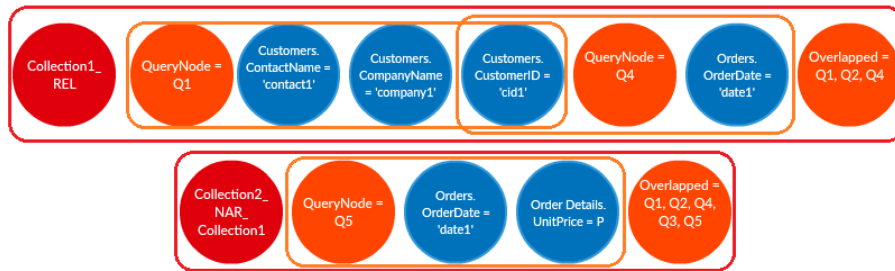 Collection1_
REL
QueryNode =
Q1
Customers.
ContactName =
'contact1'
Customers.
CompanyName
= 'company1'
Customers.
CustomerID =
'cid1'
QueryNode =
Q4
Orders.
OrderDate =
'date1'
Overlapped =
Q1, Q2, Q4
Collection2_
NAR_
Collection1
QueryNode =
Q5
Orders.
OrderDate =
'date1'
Order Details.
UnitPrice = P
Overlapped =
Q1, Q2, Q4,
Q3, Q5